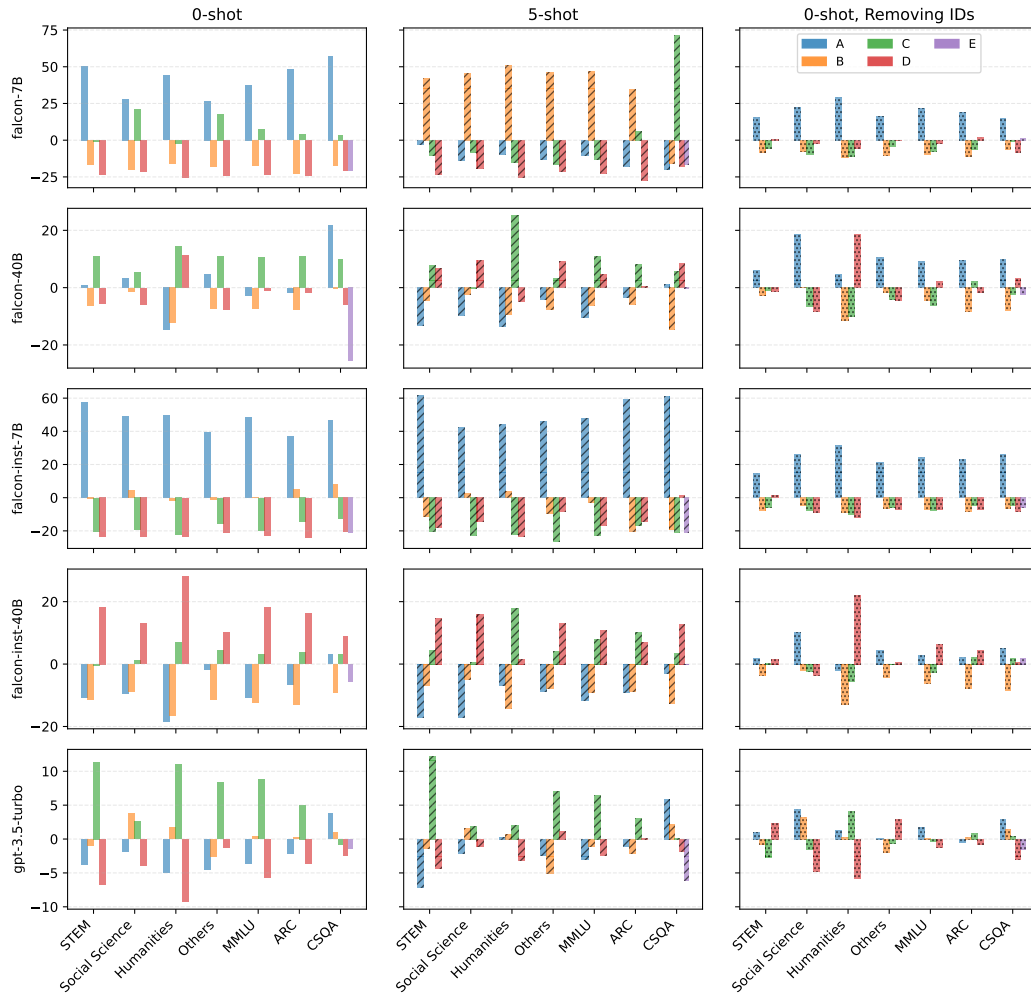 0-shot
5-shot
0-shot, Removing IDs
falcon-7B
75
50
25
0
−25
A
B
C
D
E
falcon-40B
20
0
−20
falcon-inst-7B
60
40
20
0
−20
falcon-inst-40B
20
0
−20
gpt-3.5-turbo
10
5
0
−5
−10
STEM
Social Science
Humanities
Others
MMLU
ARC
CSQA
STEM
Social Science
Humanities
Others
MMLU
ARC
CSQA
STEM
Social Science
Humanities
Others
MMLU
ARC
CSQA